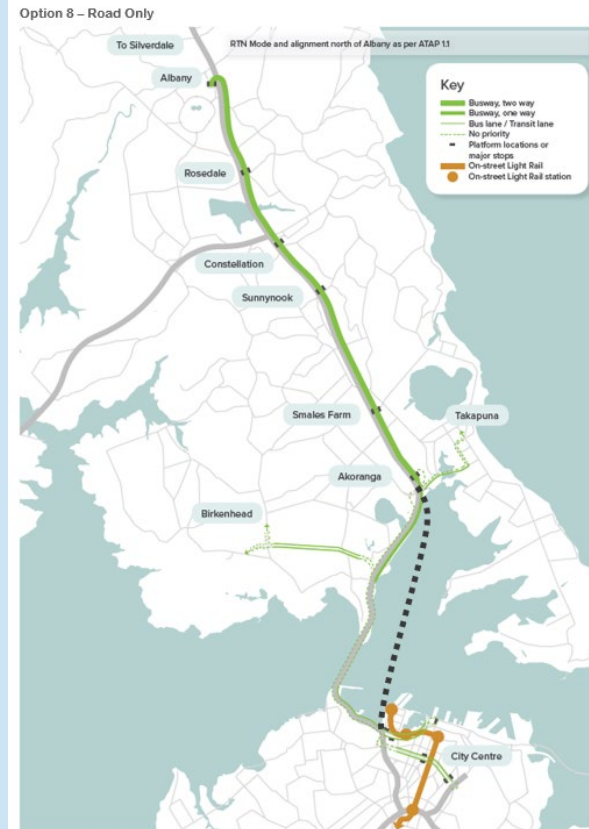 Option 8 – Road Only
To Silverdale
RTN Mode and alignment north of Albany as per ATAP 1.1
Albany
Key
Busway, two way
Busway, one way
Bus lane / Transit lane
No priority
Platform locations or
major stops
On-street Light Rail
On-street Light Rail station
Rosedale
Constellation
Sunnynook
Smales Farm
Takapuna
Akoranga
Birkenhead
City Centre